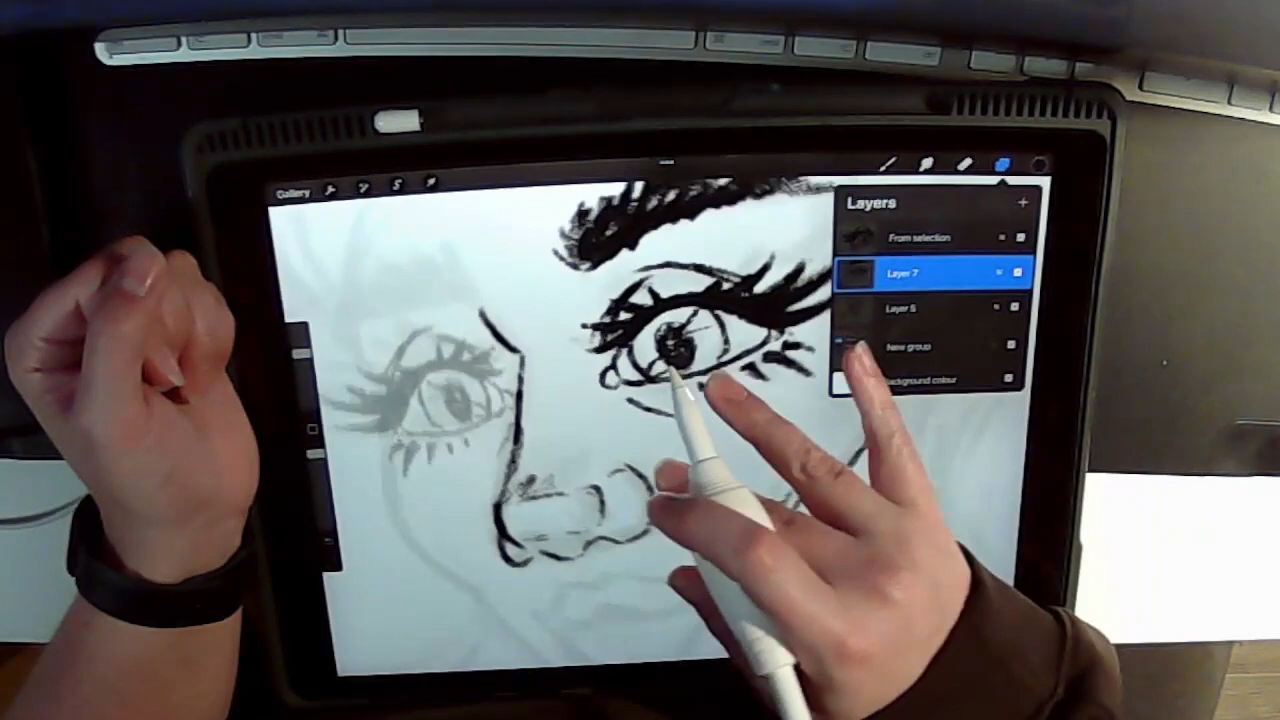 Gallery
Layers
From selection
Layer 7
Layer 5
New group
Background colour